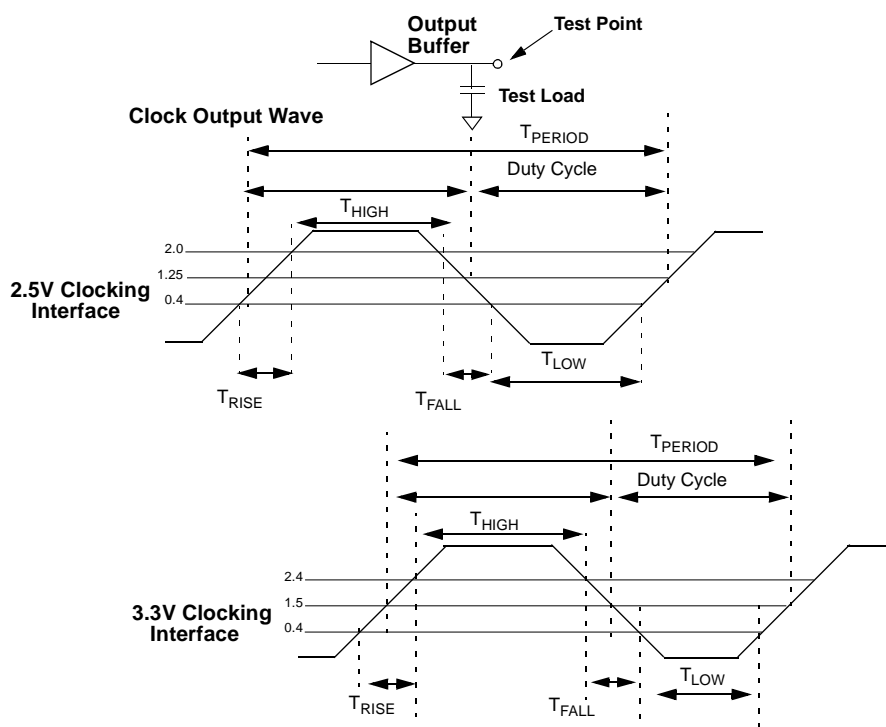 Output
Buffer
Test Point
Test Load
Clock Output Wave
TPERIOD
Duty Cycle
THIGH
2.0
1.25
0.4
2.5V Clocking
Interface
TLOW
TRISE
TFALL
TPERIOD
Duty Cycle
THIGH
2.4
1.5
0.4
3.3V Clocking
Interface
TLOW
TRISE
TFALL